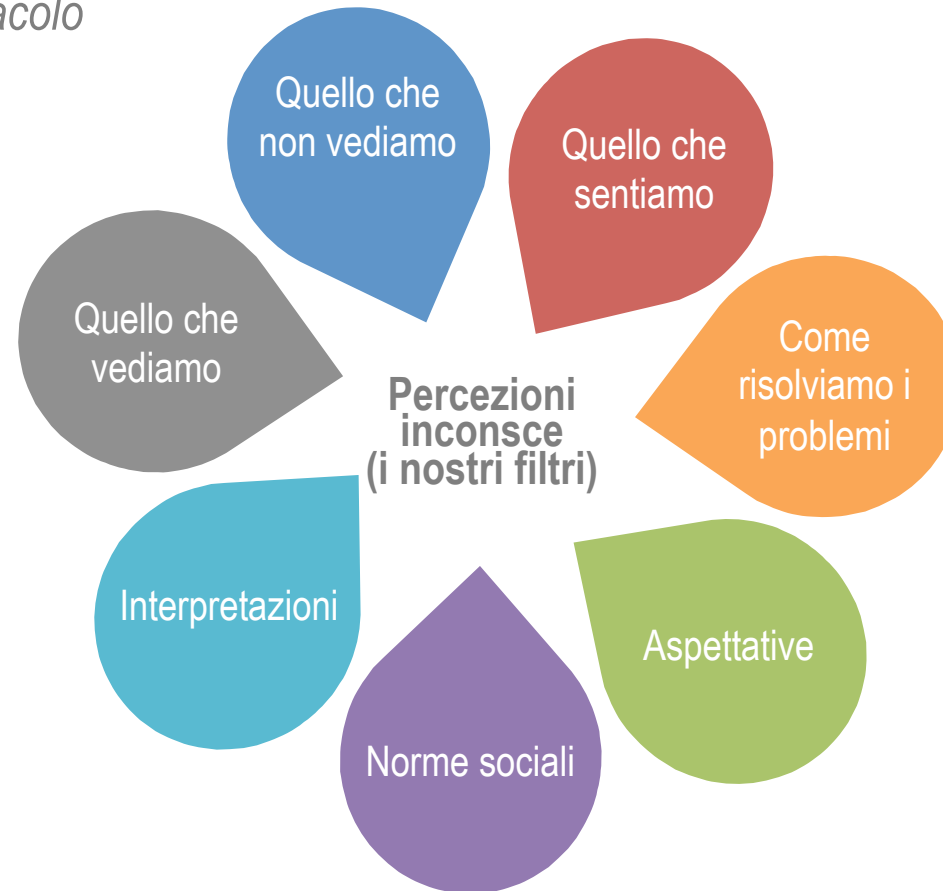 Quello che
non vediamo
Quello che
sentiamo
Quello che
vediamo
Come
risolviamo i
problemi
Percezioni
inconsce
(i nostri filtri)
Interpretazioni
Aspettative
Norme sociali